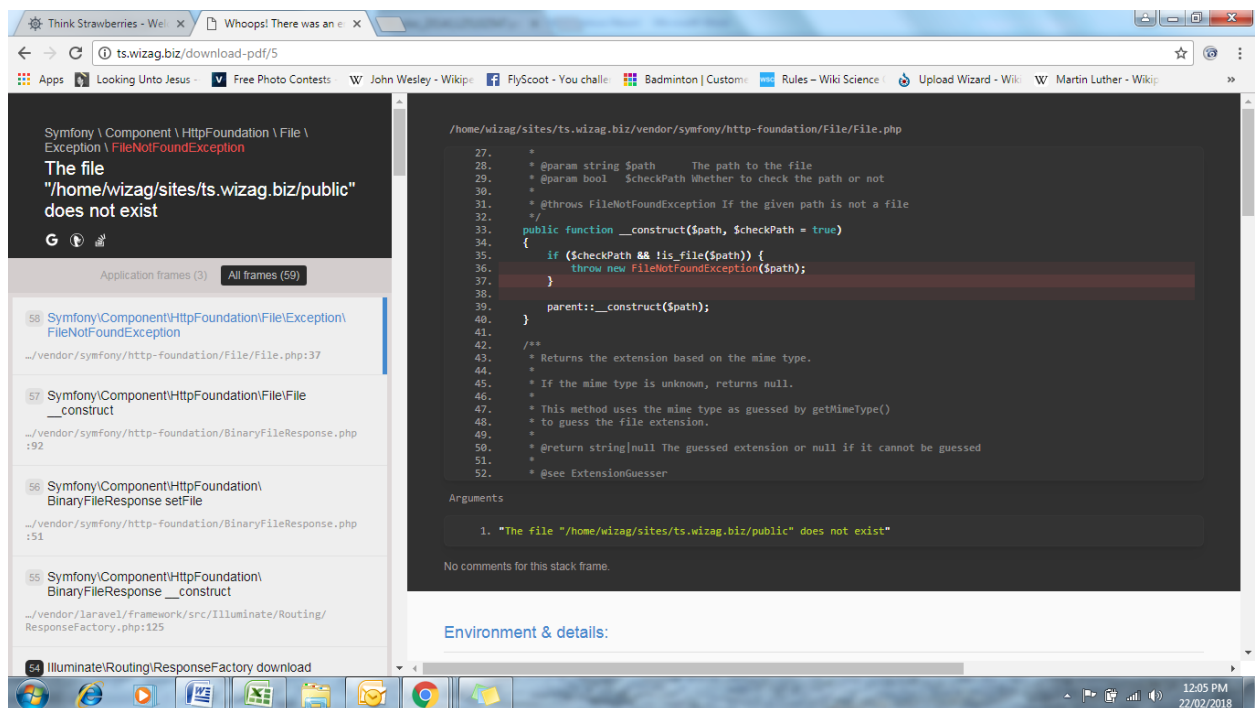 Think Strawberries - Wel
Whoops! There was an e
ts.wizag.biz/download-pdf/5
Apps
Looking Unto Jesus -
Free Photo Contests
W John Wesley - Wikipe
FlyScoot - You challe
Badminton | Custome
Rules – Wiki Science
Upload Wizard - Wik
W Martin Luther - Wikip
»
Symfony \ Component \ HttpFoundation \ File \
Exception \ FileNotFoundException
The file
"/home/wizag/sites/ts.wizag.biz/public"
does not exist
Application frames (3)
All frames (59)
58 Symfony\Component\HttpFoundation\File\Exception\
FileNotFoundException
…/vendor/symfony/http-foundation/File/File.php:37
57 Symfony\Component\HttpFoundation\File\File
__construct
…/vendor/symfony/http-foundation/BinaryFileResponse.php
:92
56 Symfony\Component\HttpFoundation\
BinaryFileResponse setFile
…/vendor/symfony/http-foundation/BinaryFileResponse.php
:51
55 Symfony\Component\HttpFoundation\
BinaryFileResponse __construct
…/vendor/laravel/framework/src/Illuminate/Routing/
ResponseFactory.php:125
54 Illuminate\Routing\ResponseFactory download
/home/wizag/sites/ts.wizag.biz/vendor/symfony/http-foundation/File/File.php
27. *
28. * @param string $path The path to the file
29. * @param bool $checkPath Whether to check the path or not
30. *
31. * @throws FileNotFoundException If the given path is not a file
32. */
33. public function __construct($path, $checkPath = true)
34. {
35. if ($checkPath && !is_file($path)) {
36. throw new FileNotFoundException($path);
37. }
38.
39. parent::__construct($path);
40. }
41.
42. /**
43. * Returns the extension based on the mime type.
44. *
45. * If the mime type is unknown, returns null.
46. *
47. * This method uses the mime type as guessed by getMimeType()
48. * to guess the file extension.
49. *
50. * @return string|null The guessed extension or null if it cannot be guessed
51. *
52. * @see ExtensionGuesser
Arguments
1. "The file "/home/wizag/sites/ts.wizag.biz/public" does not exist"
No comments for this stack frame.
Environment & details:
12:05 PM
22/02/2018